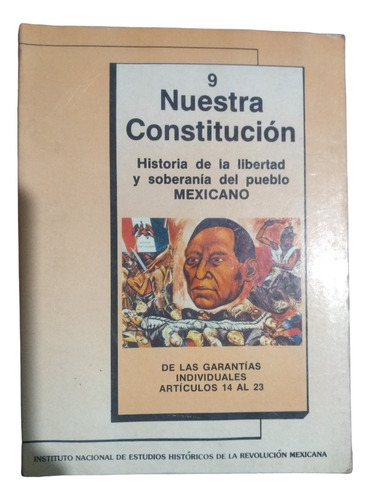 9
Nuestra
Constitución
Historia de la libertad
y soberanía del pueblo
MEXICANO
DE LAS GARANTÍAS
INDIVIDUALES
ARTÍCULOS 14 AL 23
INSTITUTO NACIONAL DE ESTUDIOS HISTÓRICOS DE LA REVOLUCIÓN MEXICANA